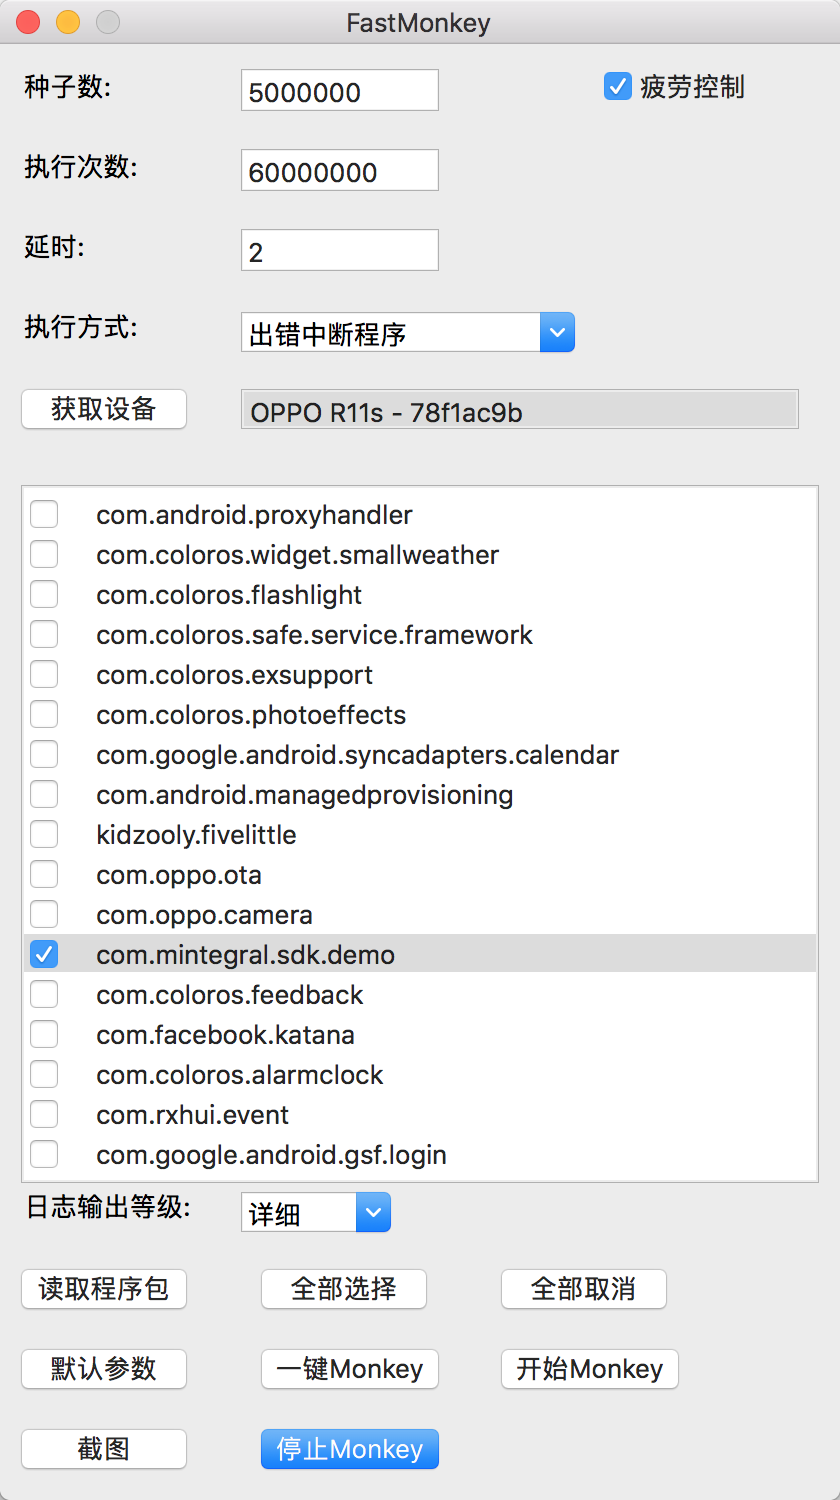 FastMonkey
种子数: 5000000 疲劳控制
执行次数: 60000000
延时: 2
执行方式: 出错中断程序
获取设备 OPPO R11s - 78f1ac9b
com.android.proxyhandler
com.coloros.widget.smallweather
com.coloros.flashlight
com.coloros.safe.service.framework
com.coloros.exsupport
com.coloros.photoeffects
com.google.android.syncadapters.calendar
com.android.managedprovisioning
kidzooly.fivelittle
com.oppo.ota
com.oppo.camera
com.mintegral.sdk.demo
com.coloros.feedback
com.facebook.katana
com.coloros.alarmclock
com.rxhui.event
com.google.android.gsf.login
日志输出等级: 详细
读取程序包 全部选择 全部取消
默认参数 一键Monkey 开始Monkey
截图 停止Monkey